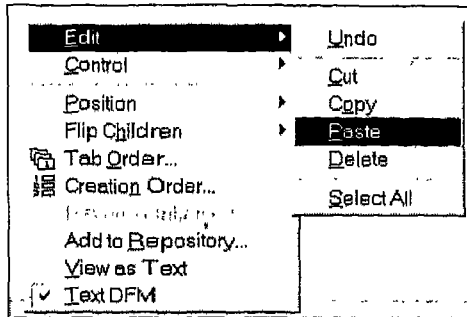 Edit
Control
Position
Flip Children
Tab Order...
Creation Order...
Add to Repository...
View as Text
Text DFM
Undo
Cut
Copy
Paste
Delete
Select All